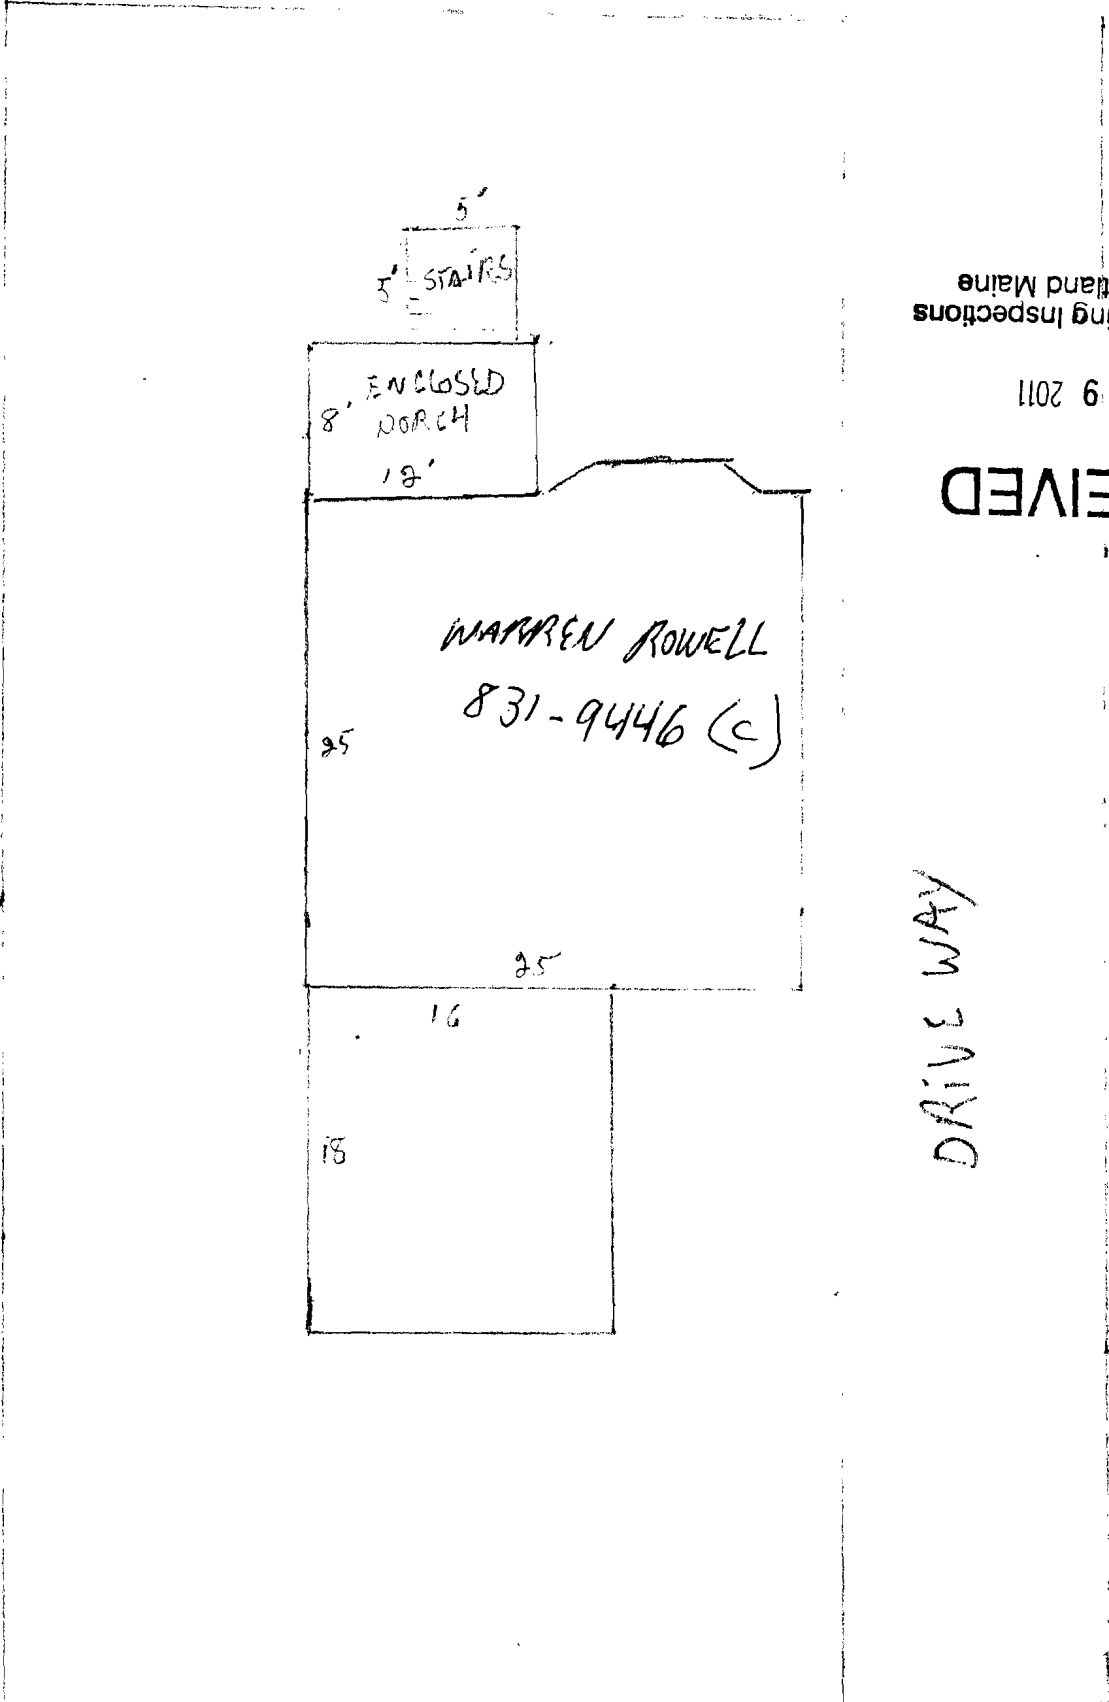 5'
5' STAIRS
8' ENCLOSED
PORCH
12'
WARREN ROWELL
831-9446 (C)
25
25
16
18
DRIVE WAY
EIVED
9 2011
ing Inspections
tland Maine